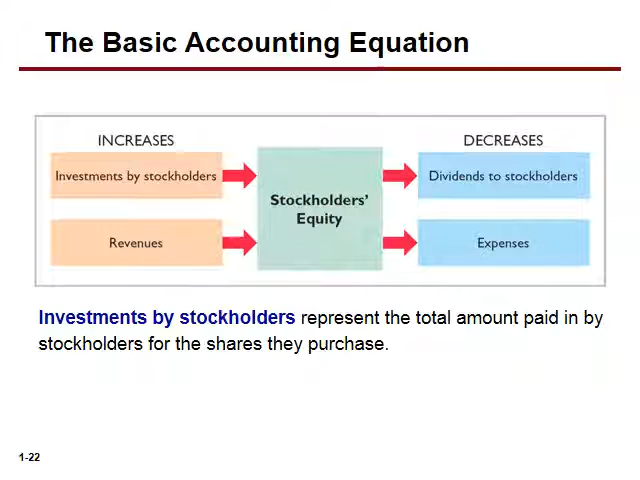 The Basic Accounting Equation
INCREASES
DECREASES
Investments by stockholders
Dividends to stockholders
Stockholders'
Equity
Revenues
Expenses
Investments by stockholders represent the total amount paid in by
stockholders for the shares they purchase.
1-22